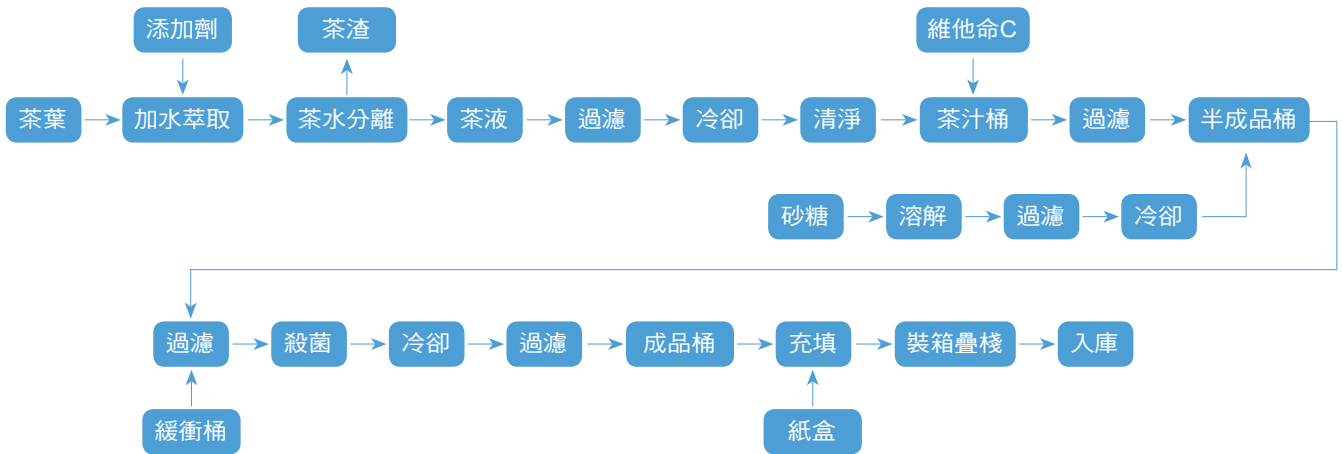 添加劑
茶渣
維他命C
茶葉
加水萃取
茶水分離
茶液
過濾
冷卻
清淨
茶汁桶
過濾
半成品桶
砂糖
溶解
過濾
冷卻
過濾
殺菌
冷卻
過濾
成品桶
充填
裝箱疊棧
入庫
緩衝桶
紙盒